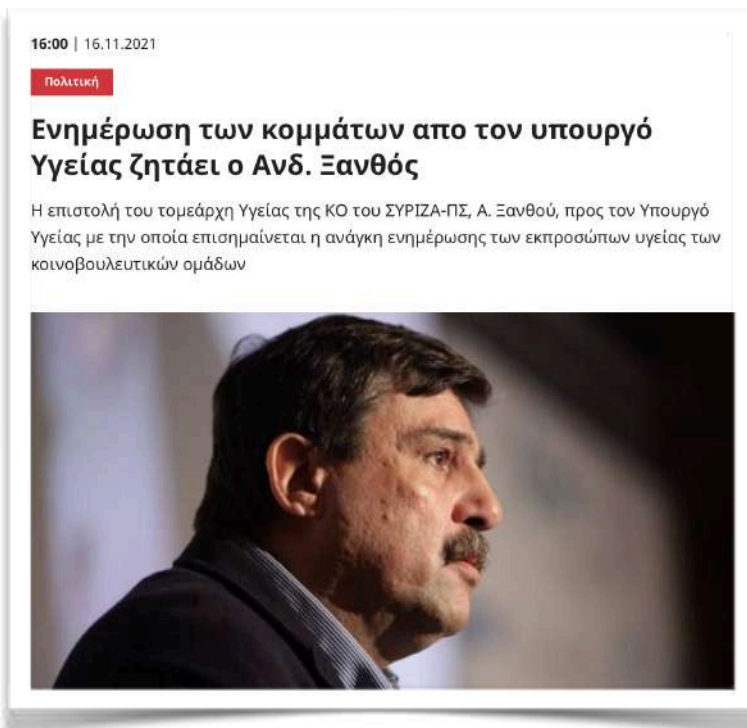 16:00 | 16.11.2021
Πολιτική
Ενημέρωση των κομμάτων απο τον υπουργό
Υγείας ζητάει ο Ανδ. Ξανθός
Η επιστολή του τομεάρχη Υγείας της ΚΟ του ΣΥΡΙΖΑ-ΠΣ, Α. Ξανθού, προς τον Υπουργό
Υγείας με την οποία επισημαίνεται η ανάγκη ενημέρωσης των εκπροσώπων υγείας των
κοινοβουλευτικών ομάδων